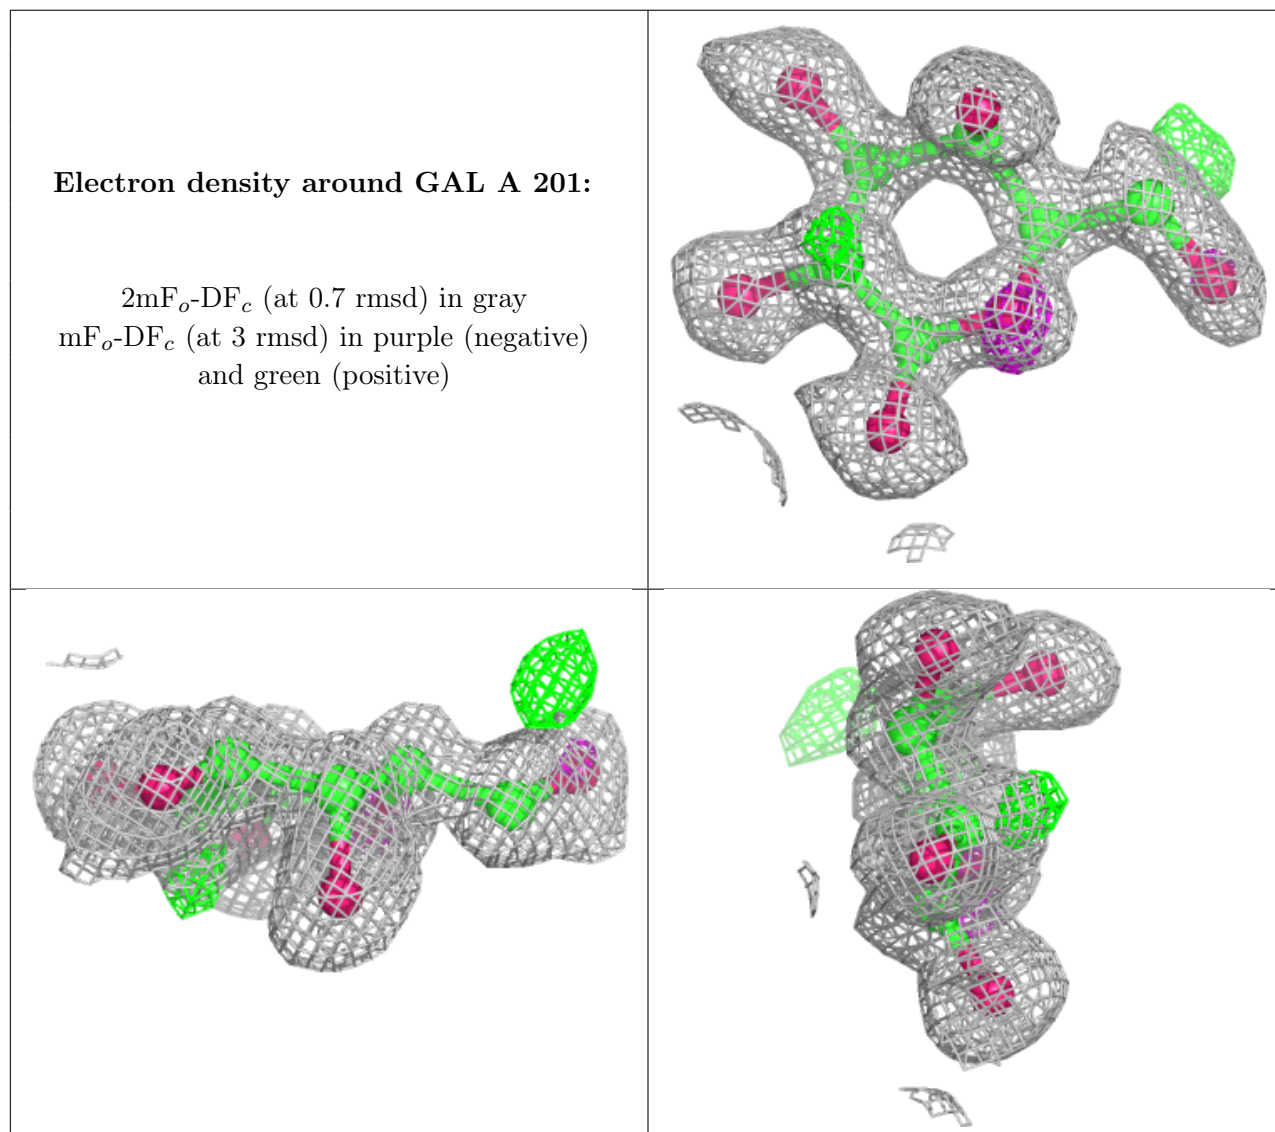 Electron density around GAL A 201:
2mFo-DFc (at 0.7 rmsd) in gray
mFo-DFc (at 3 rmsd) in purple (negative)
and green (positive)